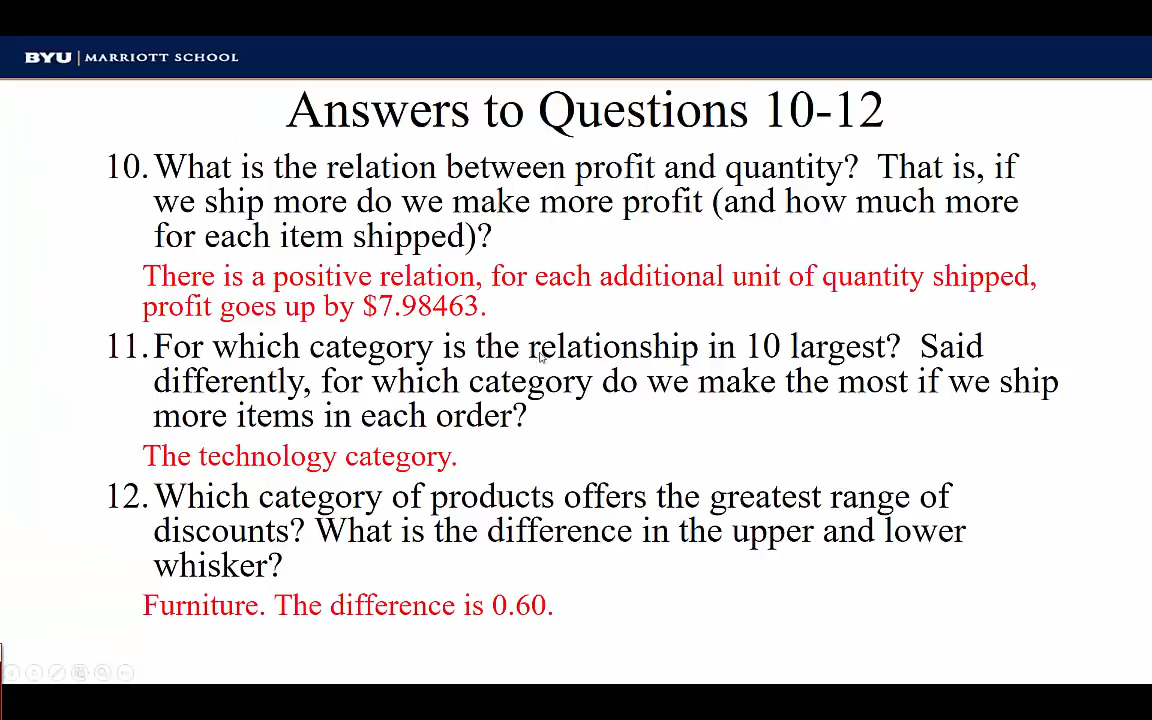 BYU | MARRIOTT SCHOOL
Answers to Questions 10-12
10. What is the relation between profit and quantity? That is, if
we ship more do we make more profit (and how much more
for each item shipped)?
There is a positive relation, for each additional unit of quantity shipped,
profit goes up by $7.98463.
11. For which category is the relationship in 10 largest? Said
differently, for which category do we make the most if we ship
more items in each order?
The technology category.
12. Which category of products offers the greatest range of
discounts? What is the difference in the upper and lower
whisker?
Furniture. The difference is 0.60.